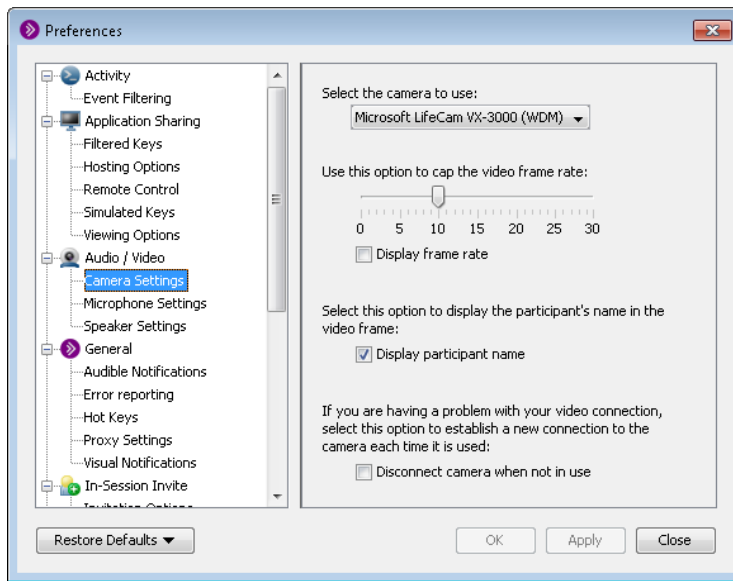 Preferences
Activity
Event Filtering
Application Sharing
Filtered Keys
Hosting Options
Remote Control
Simulated Keys
Viewing Options
Audio / Video
Camera Settings
Microphone Settings
Speaker Settings
General
Audible Notifications
Error reporting
Hot Keys
Proxy Settings
Visual Notifications
In-Session Invite
Invitation Options
Select the camera to use:
Microsoft LifeCam VX-3000 (WDM)
Use this option to cap the video frame rate:
0 5 10 15 20 25 30
Display frame rate
Select this option to display the participant's name in the
video frame:
Display participant name
If you are having a problem with your video connection,
select this option to establish a new connection to the
camera each time it is used:
Disconnect camera when not in use
Restore Defaults
OK
Apply
Close